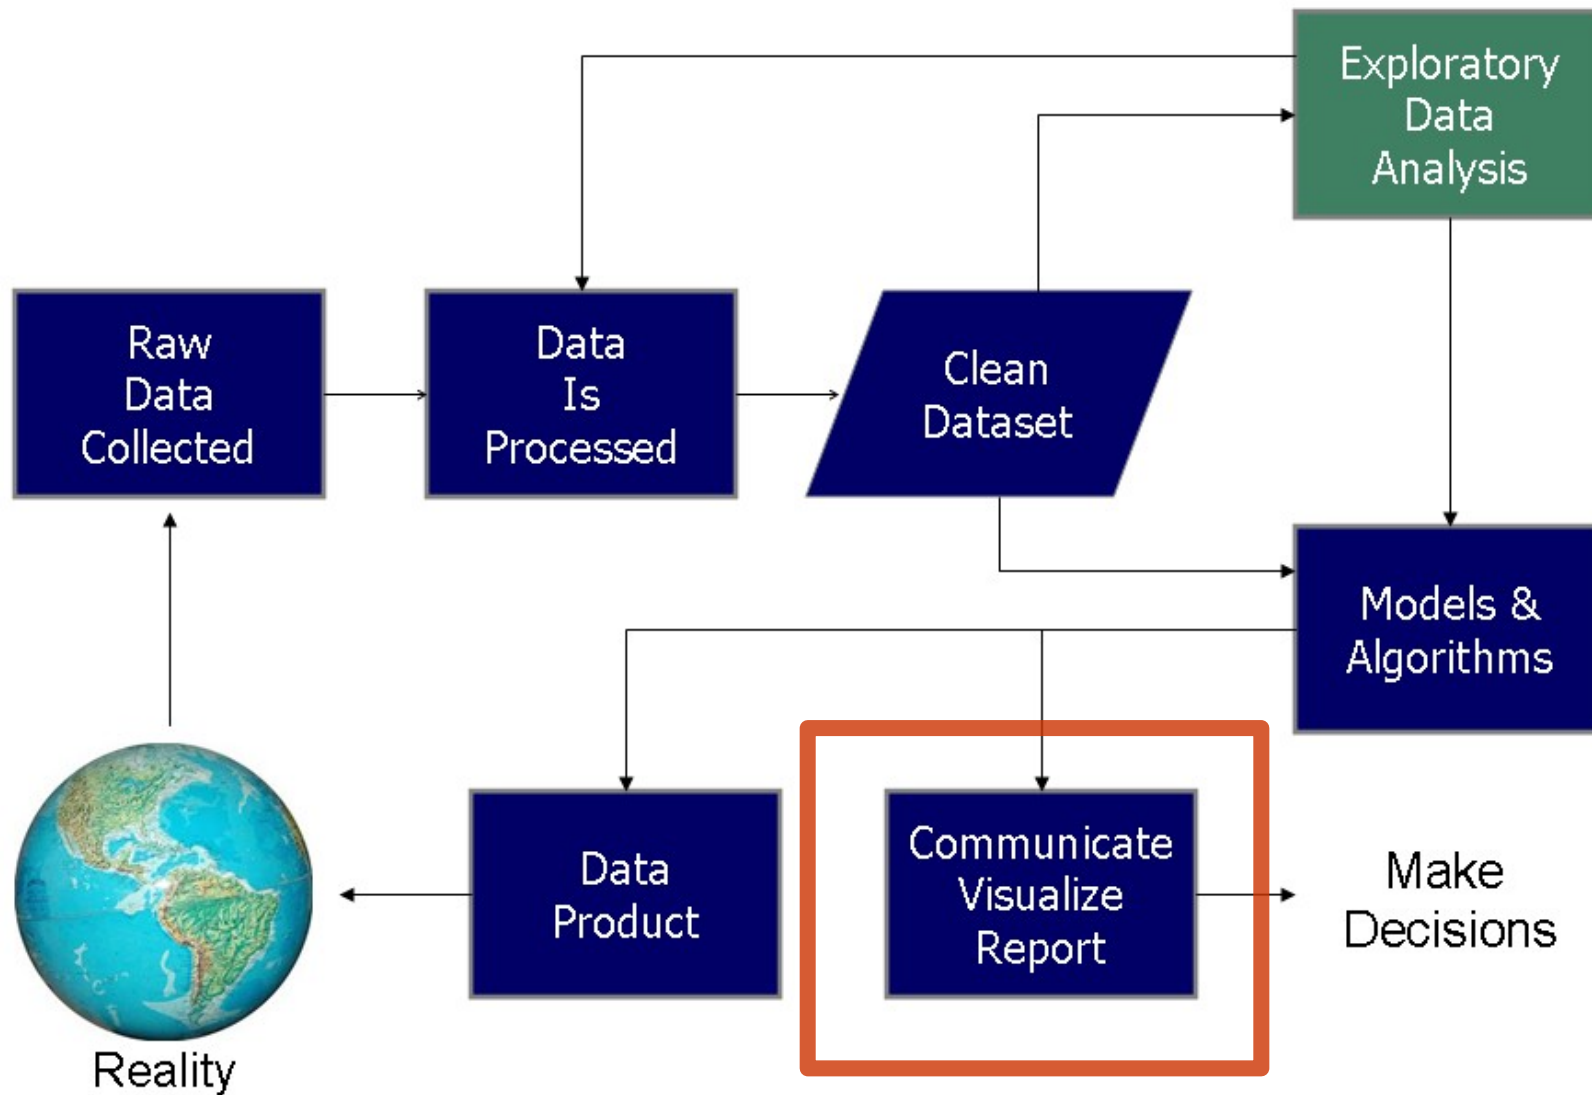 Exploratory
Data
Analysis
Raw
Data
Collected
Data
Is
Processed
Clean
Dataset
Models &
Algorithms
Data
Product
Communicate
Visualize
Report
Make
Decisions
Reality